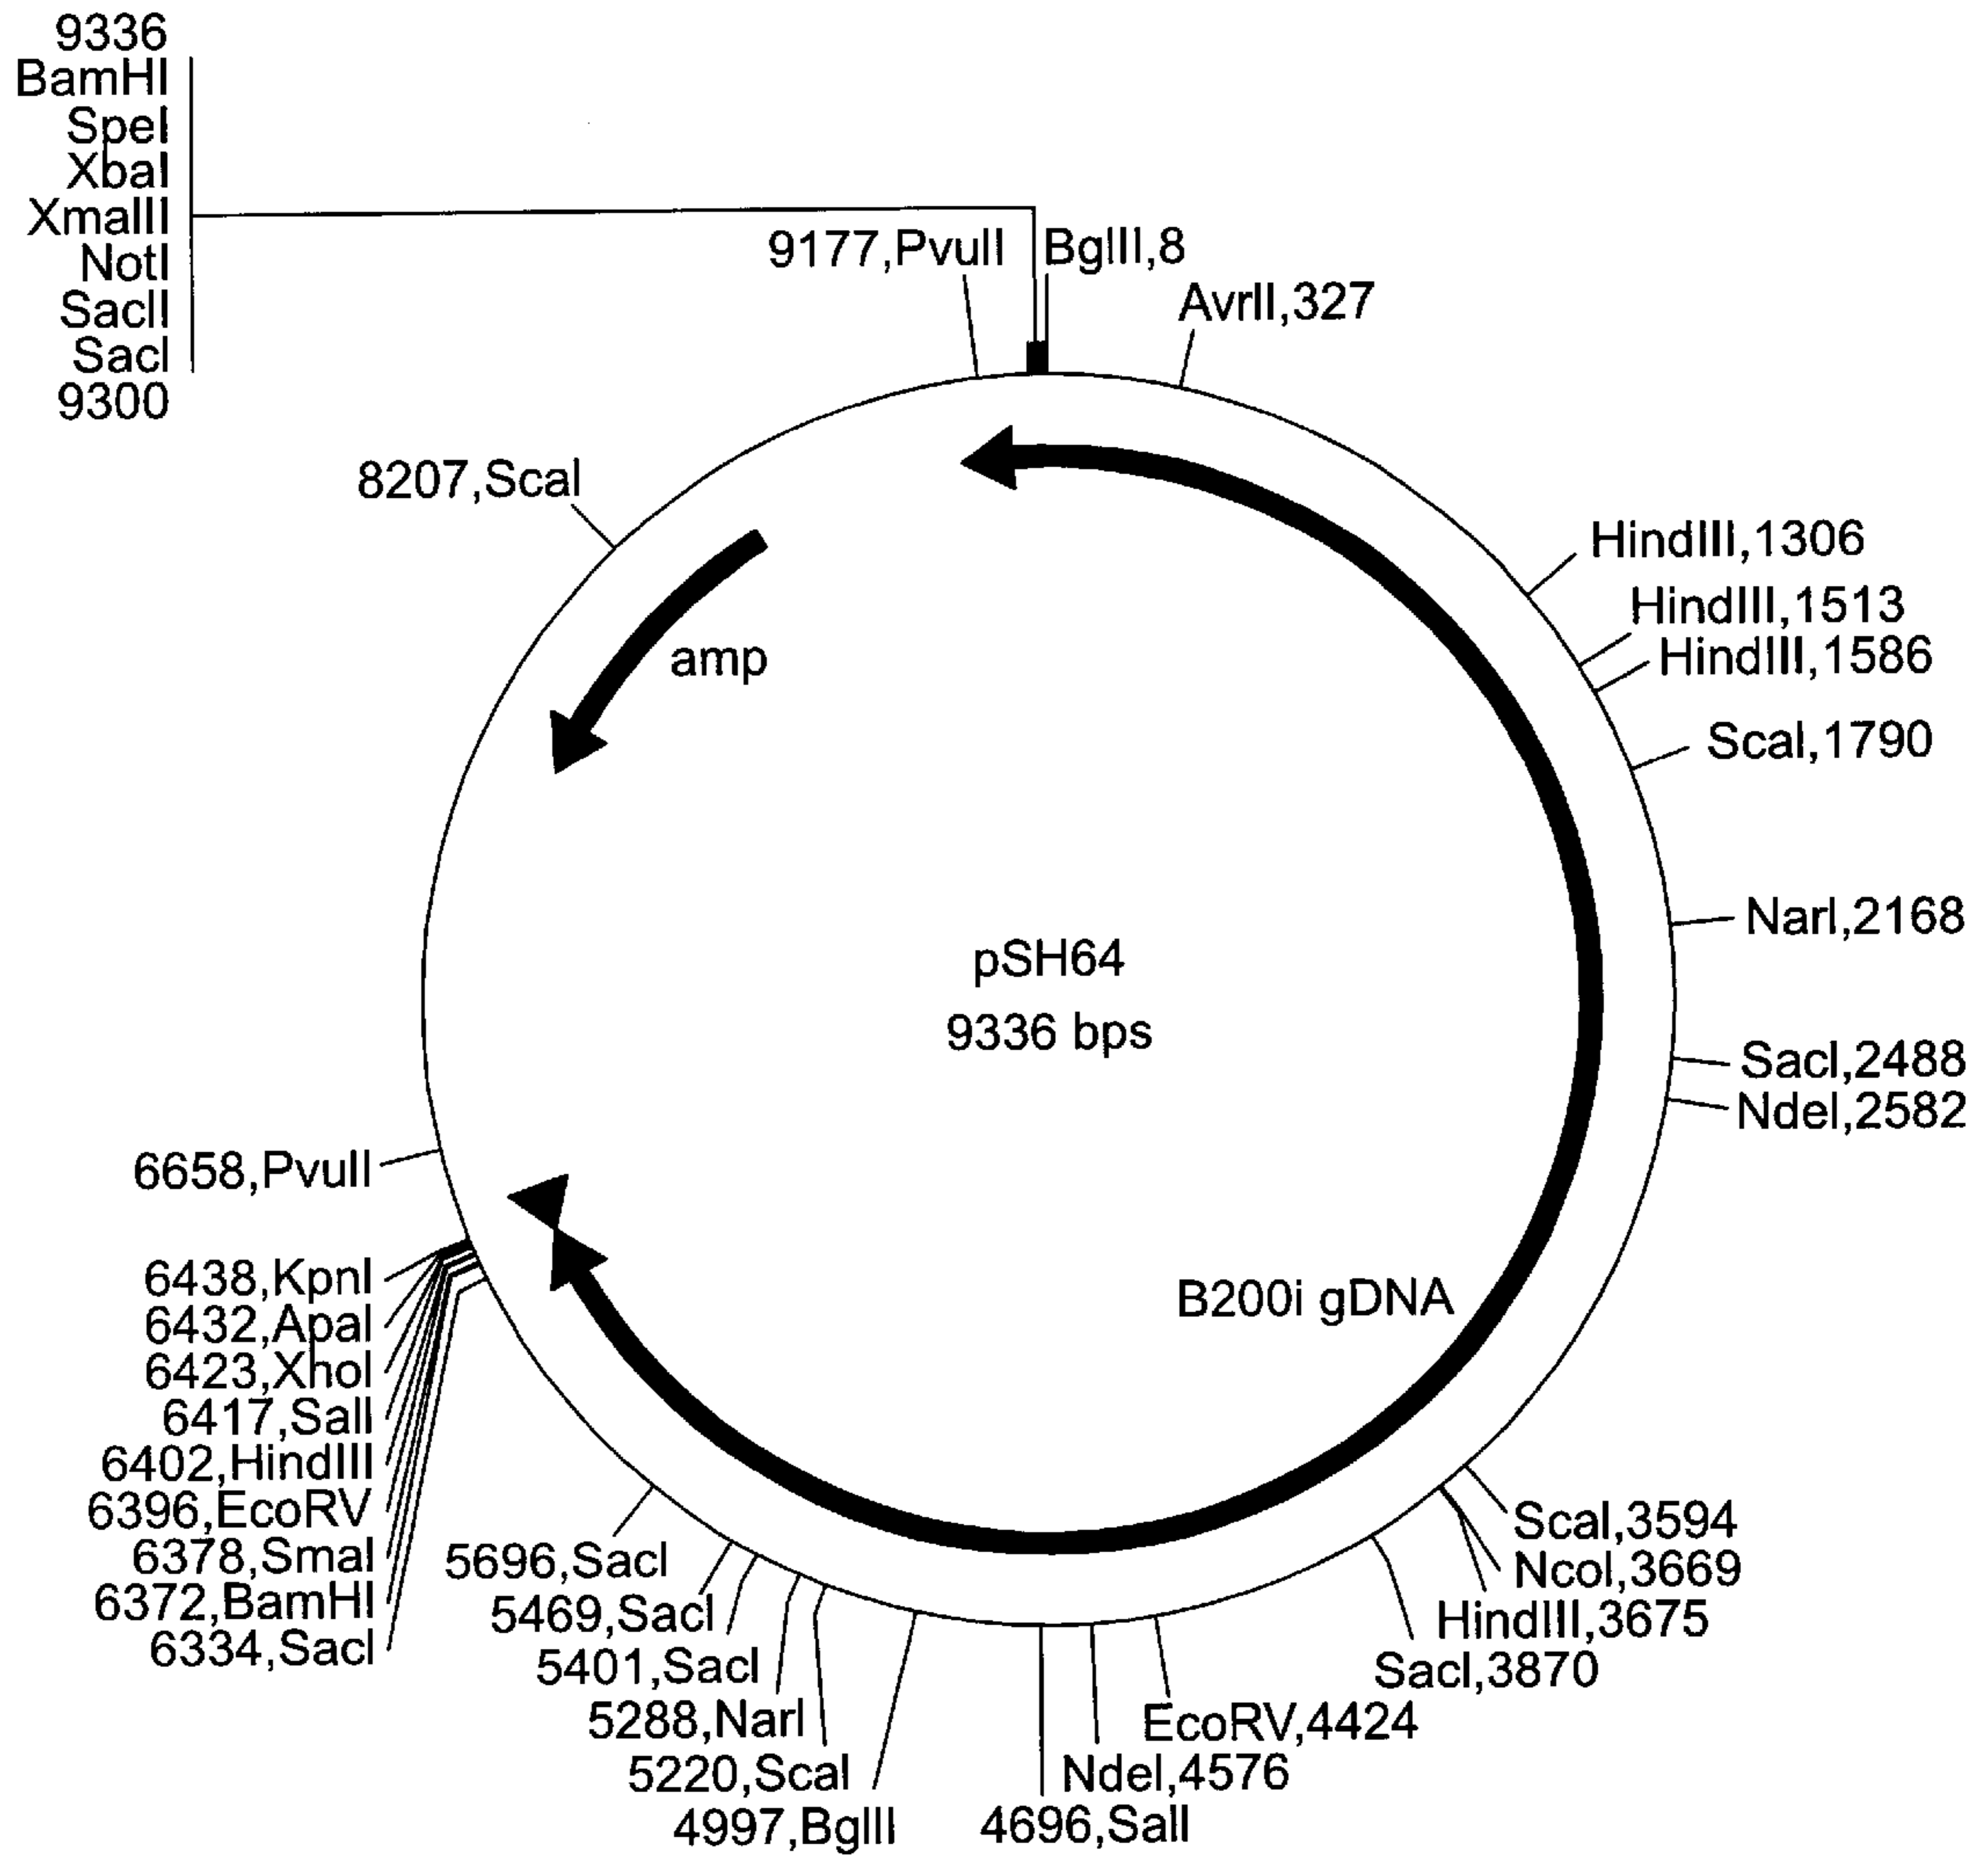 9336
BamHI
SpeI
XbaI
XmaIII
NotI
SacII
SacI
9300
9177,PvuII
BglII,8
AvrII,327
8207,ScaI
HindIII,1306
HindIII,1513
HindIII,1586
ScaI,1790
amp
NarI,2168
pSH64
9336 bps
SacI,2488
NdeI,2582
6658,PvuII
B200i gDNA
6438,KpnI
6432,ApaI
6423,XhoI
6417,SalI
6402,HindIII
6396,EcoRV
6378,SmaI
6372,BamHI
6334,SacI
5696,SacI
5469,SacI
5401,SacI
5288,NarI
5220,ScaI
4997,BglII
4696,SalI
NdeI,4576
EcoRV,4424
SacI,3870
HindIII,3675
NcoI,3669
ScaI,3594